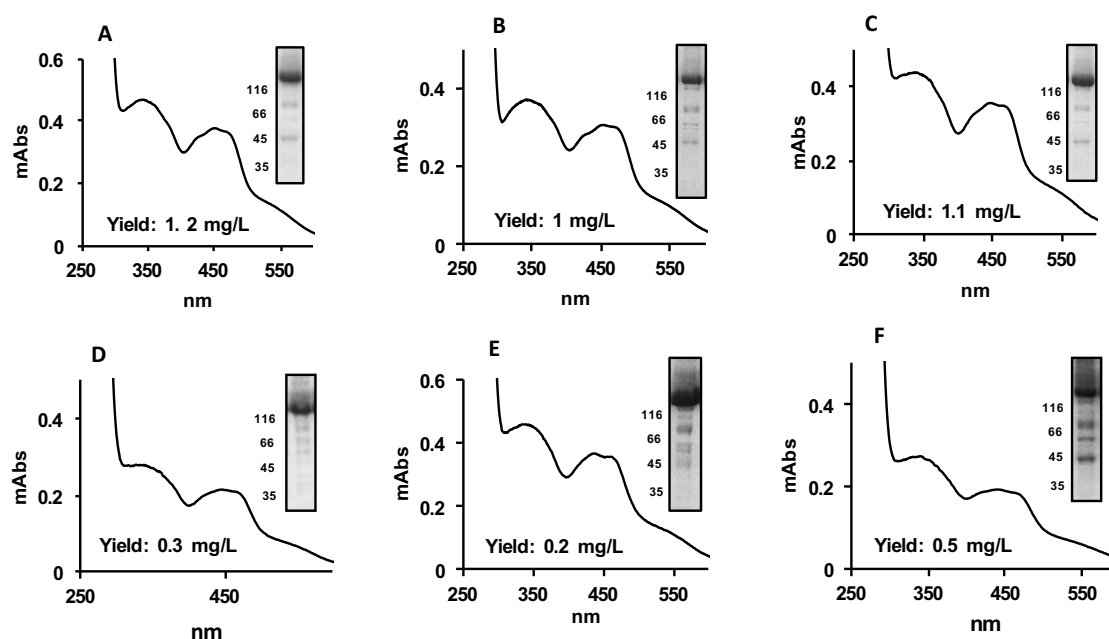 A
mAbs
0.6
0.4
0.2
0
116
66
45
35
Yield: 1. 2 mg/L
250 350 450 550
nm
B
mAbs
0.4
0.2
0
116
66
45
35
Yield: 1 mg/L
250 350 450 550
nm
C
mAbs
0.4
0.2
0
116
66
45
35
Yield: 1.1 mg/L
250 350 450 550
nm
D
mAbs
0.4
0.2
0
116
66
45
35
Yield: 0.3 mg/L
250 450
nm
E
mAbs
0.6
0.4
0.2
0
116
66
45
35
Yield: 0.2 mg/L
250 350 450 550
nm
F
mAbs
0.4
0.2
0
116
66
45
35
Yield: 0.5 mg/L
250 350 450 550
nm